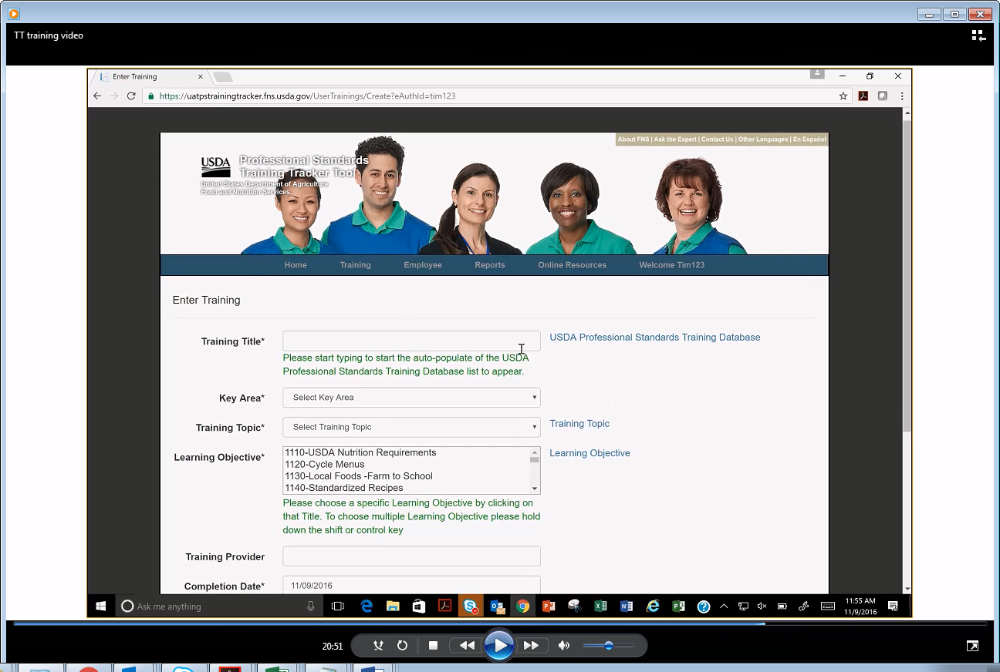 TT training video
Enter Training
https://uatpstrainingtracker.fns.usda.gov/UserTrainings/Create?eAuthId=tim123
About FNS | Ask the Expert | Contact Us | Other Languages | En Español
USDA Professional Standards
Training Tracker Tool
United States Department of Agriculture
Food and Nutrition Services
Home Training Employee Reports Online Resources Welcome Tim123
Enter Training
Training Title* USDA Professional Standards Training Database
Please start typing to start the auto-populate of the USDA
Professional Standards Training Database list to appear.
Key Area* Select Key Area
Training Topic* Select Training Topic Training Topic
Learning Objective* 1110-USDA Nutrition Requirements Learning Objective
1120-Cycle Menus
1130-Local Foods -Farm to School
1140-Standardized Recipes
Please choose a specific Learning Objective by clicking on
that Title. To choose multiple Learning Objective please hold
down the shift or control key
Training Provider
Completion Date* 11/09/2016
Ask me anything
11:55 AM
11/9/2016
20:51